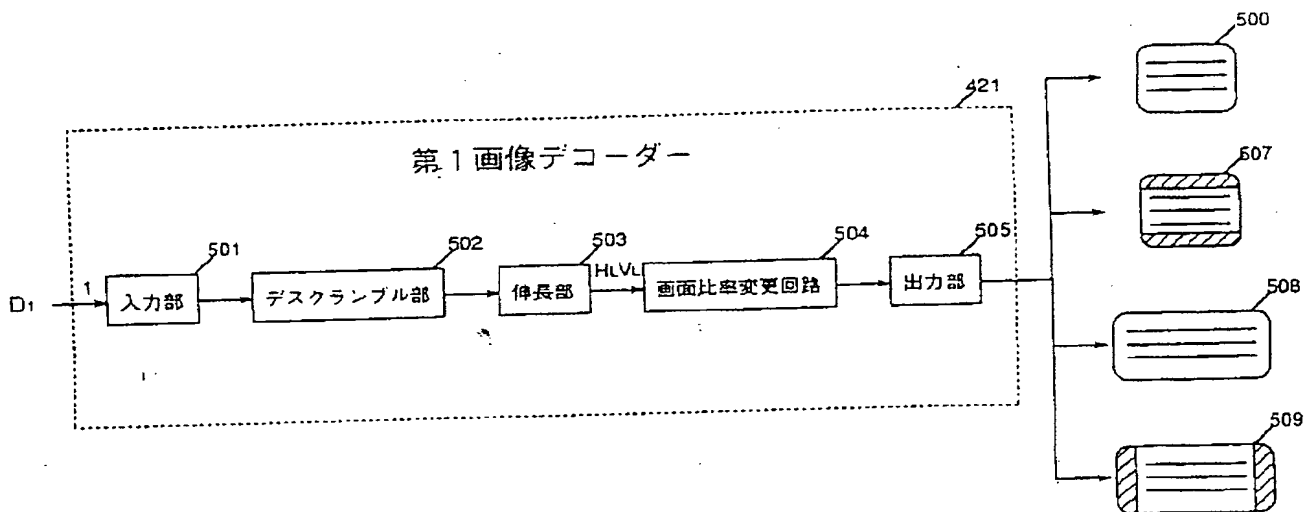 500
421
第1画像デコーダー
507
501
502
503
504
505
D1
1
入力部
デスクランブル部
伸長部
HLVL
画面比率変更回路
出力部
508
509